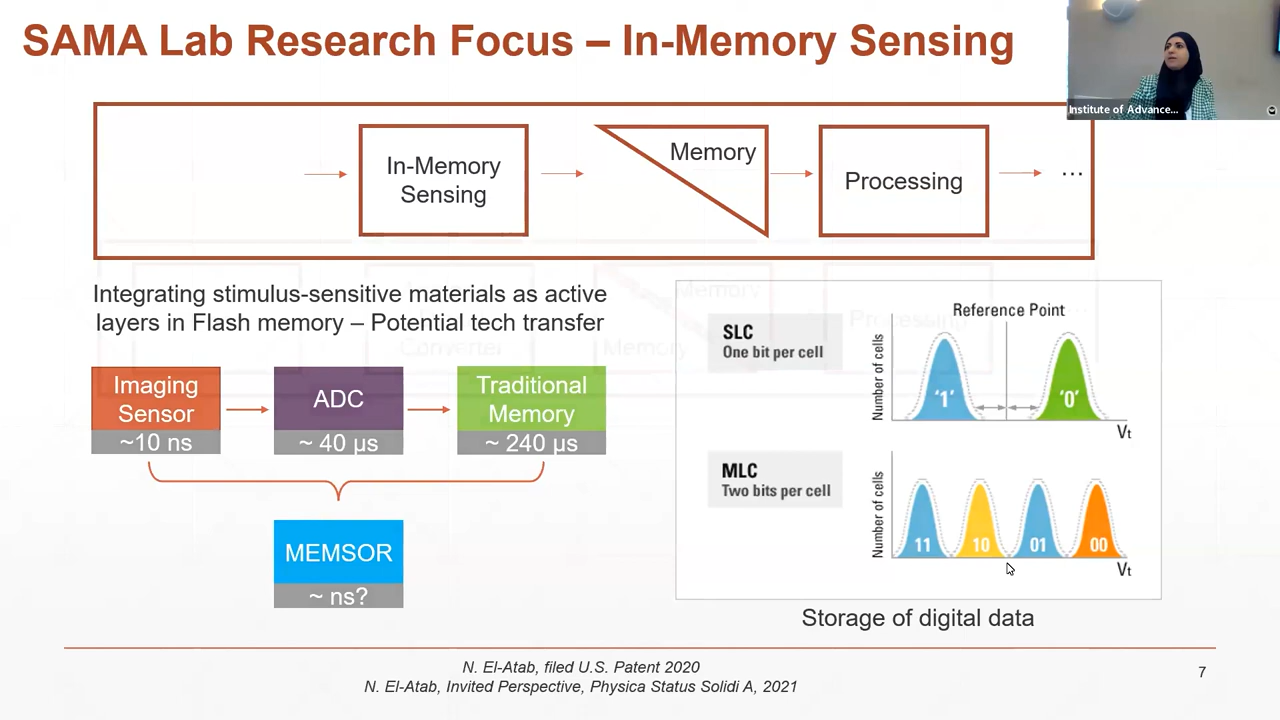 SAMA Lab Research Focus – In-Memory Sensing
Institute of Advance...
In-Memory
Sensing
Memory
Processing
...
Integrating stimulus-sensitive materials as active
layers in Flash memory – Potential tech transfer
Imaging
Sensor
~10 ns
ADC
~ 40 µs
Traditional
Memory
~ 240 µs
MEMSOR
~ ns?
Reference Point
SLC
One bit per cell
Number of cells
'1'
'0'
Vt
MLC
Two bits per cell
Number of cells
11
10
01
00
Vt
Storage of digital data
N. El-Atab, filed U.S. Patent 2020
N. El-Atab, Invited Perspective, Physica Status Solidi A, 2021
7
Memory
Processing
Converter
Memory